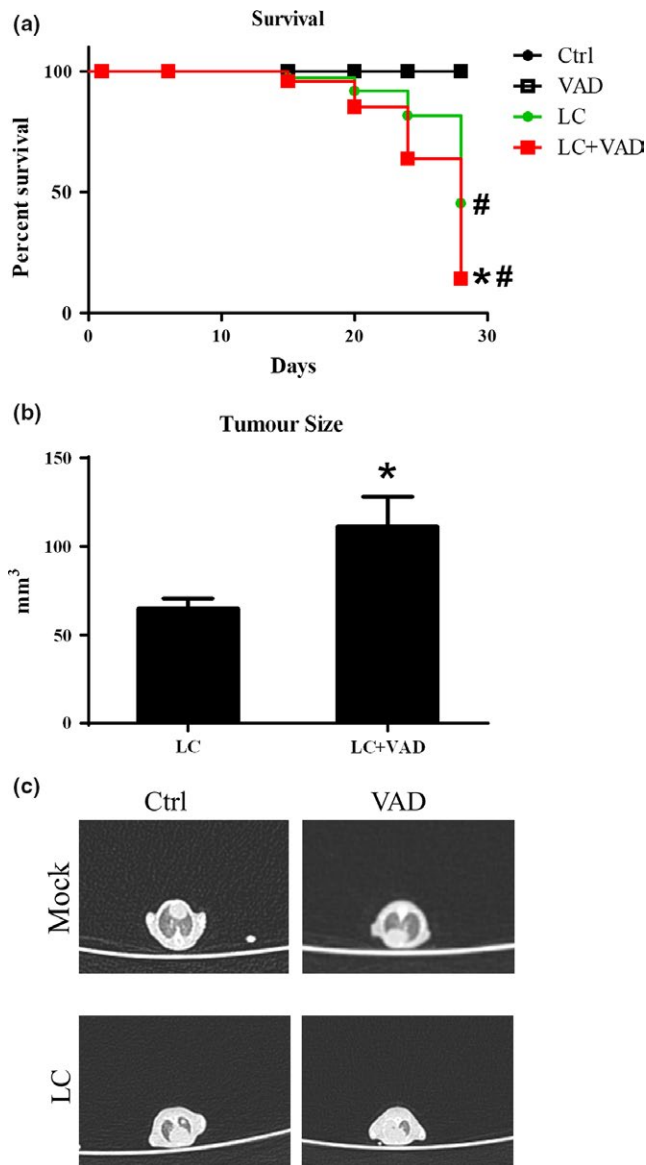 (a)
Survival
Percent survival
100
50
0
0 10 20 30
Days
Ctrl
VAD
LC
LC+VAD
#
*#
(b)
Tumour Size
mm³
150
100
50
0
*
LC LC+VAD
(c)
Ctrl VAD
Mock
LC